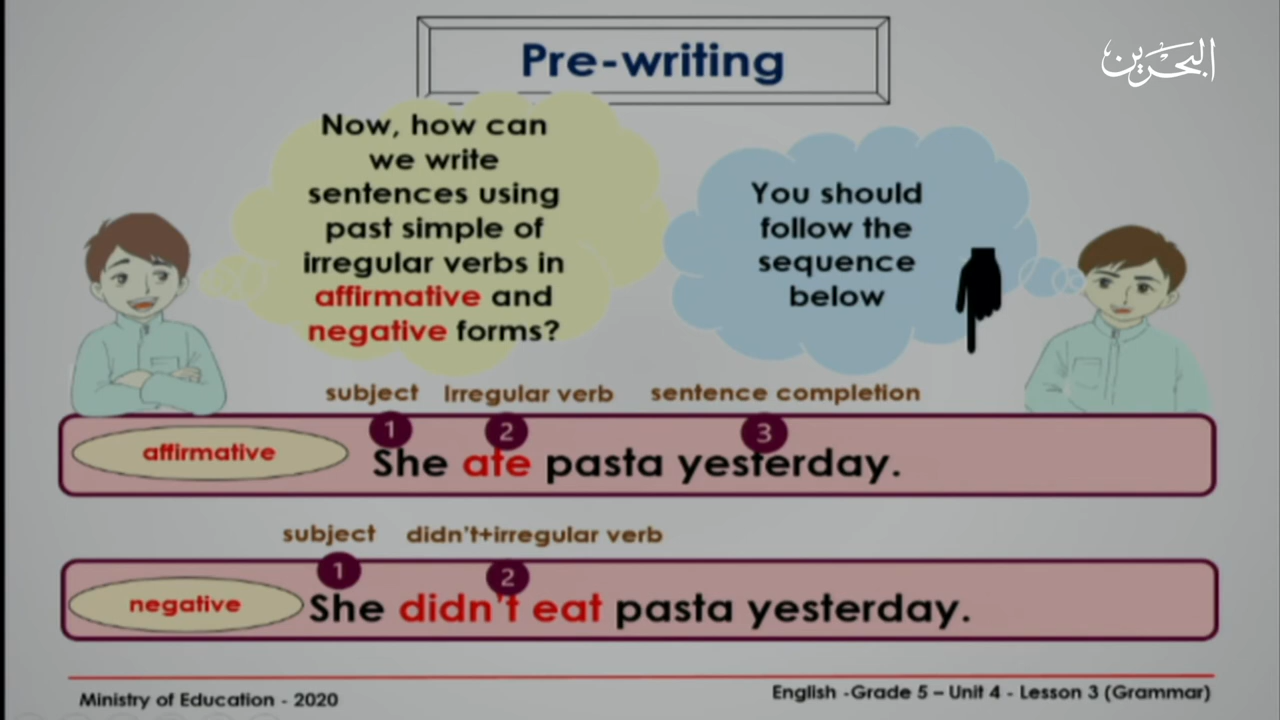 Pre-writing
البحرين
Now, how can
we write
sentences using
past simple of
irregular verbs in
affirmative and
negative forms?
You should
follow the
sequence
below
subject Irregular verb sentence completion
1 2 3
affirmative She ate pasta yesterday.
subject didn't+irregular verb
1 2
negative She didn't eat pasta yesterday.
Ministry of Education - 2020
English -Grade 5 – Unit 4 - Lesson 3 (Grammar)